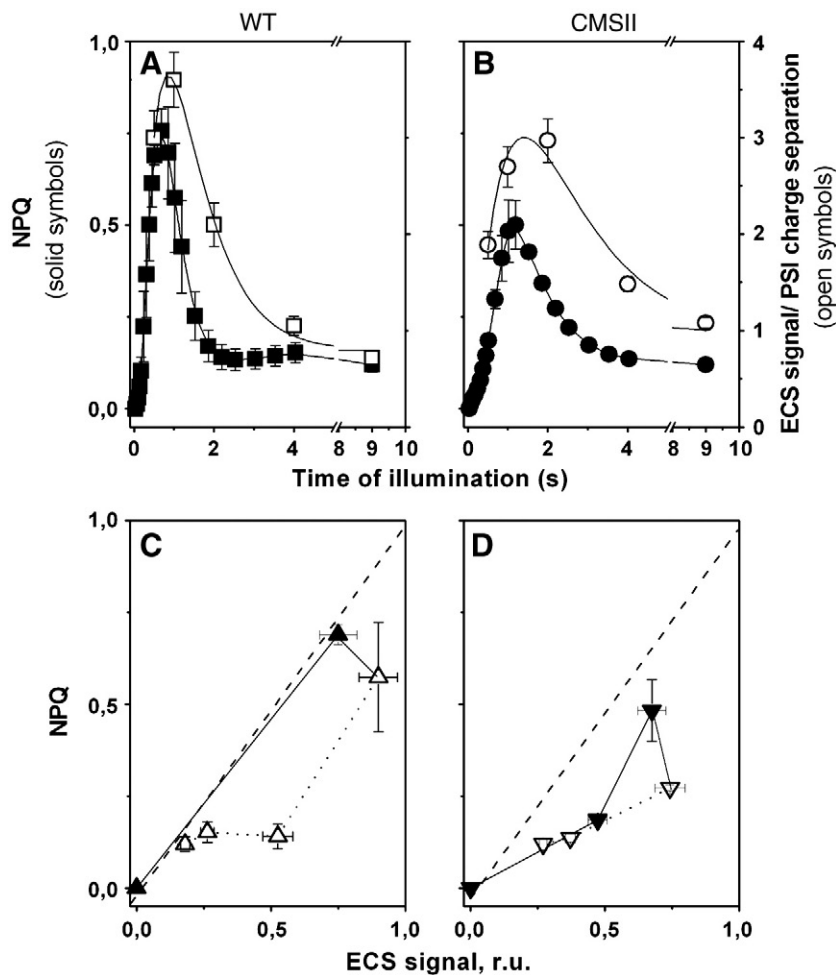 WT
CMSII
A
B
1,0
0,5
0,0
NPQ
(solid symbols)
4
3
2
1
0
ECS signal/ PSI charge separation
(open symbols)
0 2 4 8 10
0 2 4 8 10
Time of illumination (s)
C
D
1,0
0,5
0,0
NPQ
0,0 0,5 1,0
0,0 0,5 1,0
ECS signal, r.u.